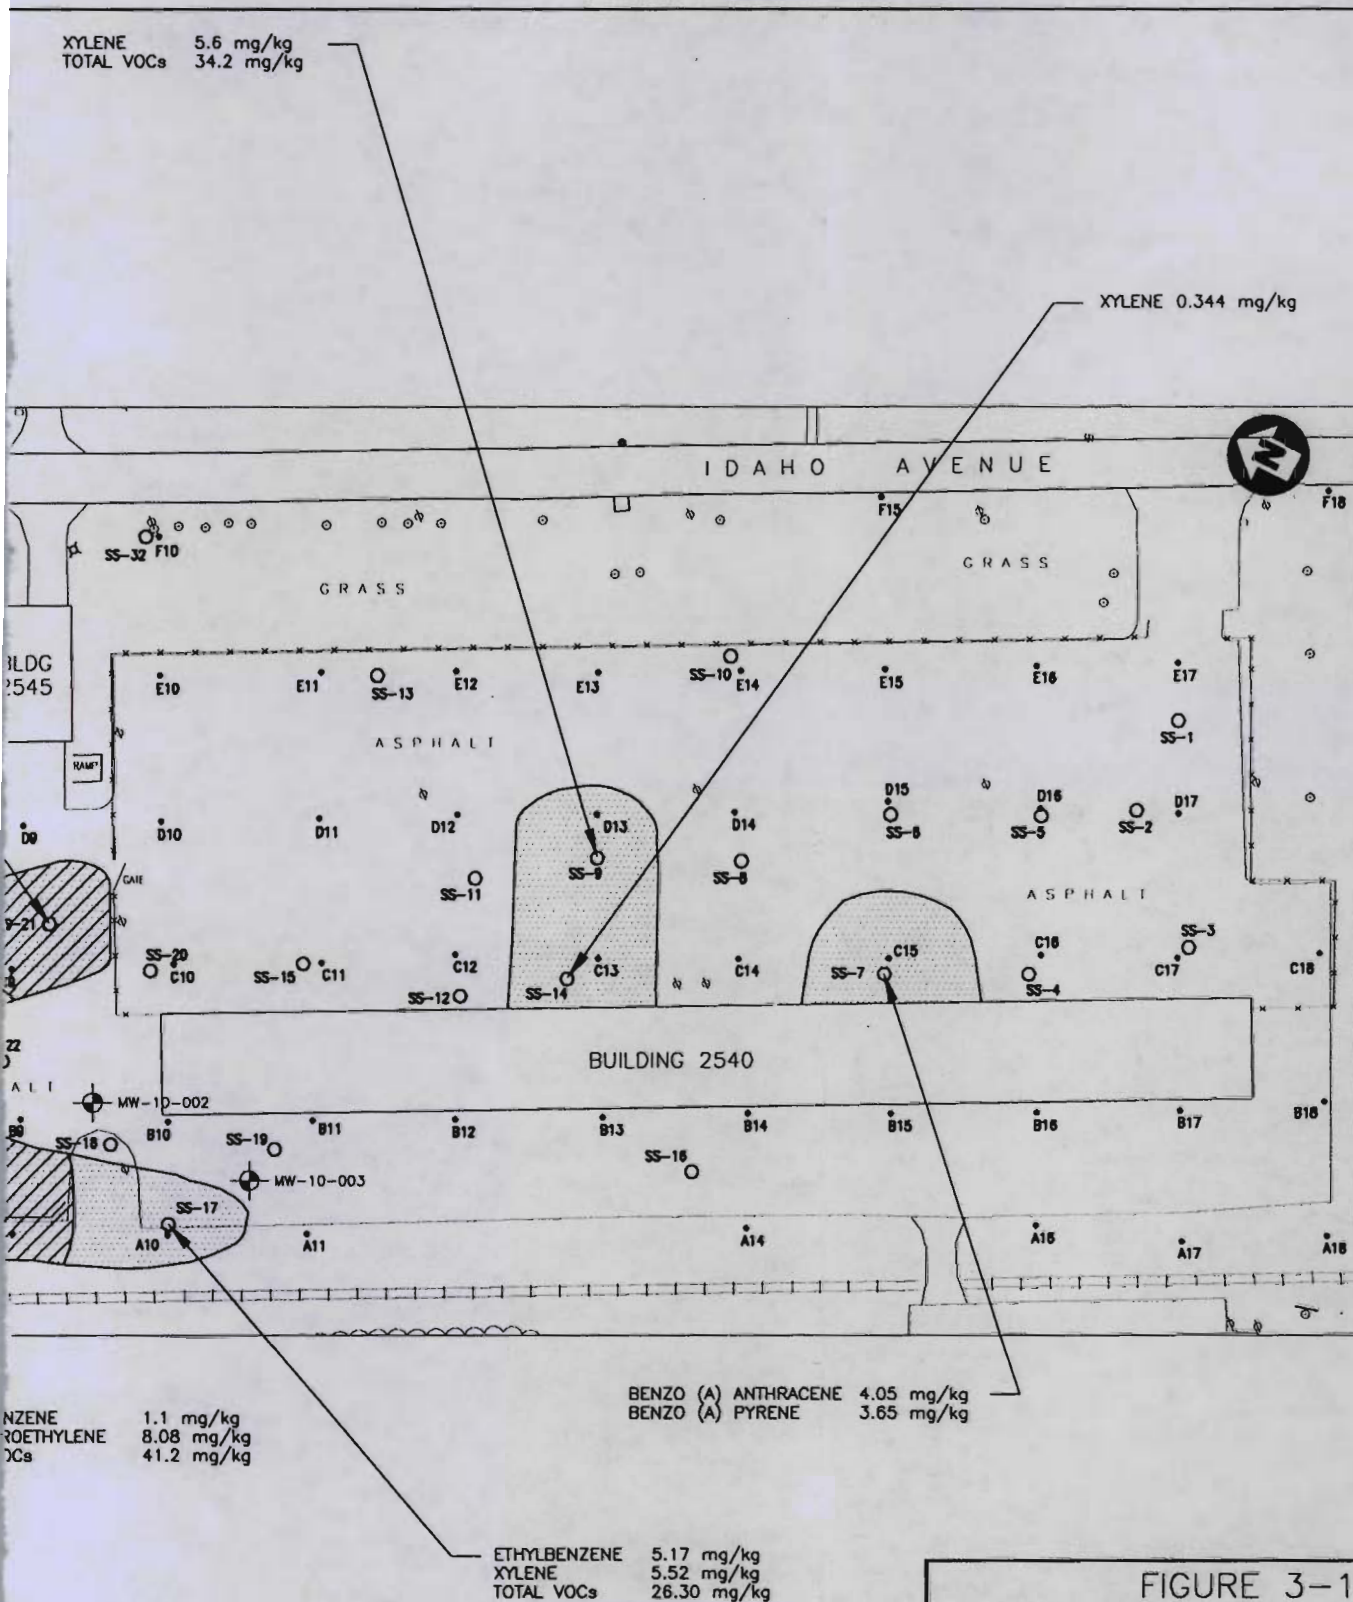 XYLENE 5.6 mg/kg
TOTAL VOCs 34.2 mg/kg
XYLENE 0.344 mg/kg
IDAHO AVENUE
N
F15
F18
SS-32 F10
GRASS
GRASS
BLDG
2545
E10
E11
SS-13
E12
E13
SS-10
E14
E15
E16
E17
SS-1
ASPHALT
RAMP
D9
D10
D11
D12
D13
D14
D15
D16
D17
SS-6
SS-5
SS-2
SS-9
SS-8
SS-11
GATE
ASPHALT
-21
SS-20
C10
SS-15
C11
C12
SS-12
SS-14
C13
C14
SS-7
C15
C16
SS-4
SS-3
C17
C18
22
ALT
BUILDING 2540
MW-10-002
B9
SS-18
B10
SS-19
B11
B12
B13
B14
B15
B16
B17
B18
SS-16
MW-10-003
SS-17
A10
A11
A14
A16
A17
A18
BENZO (A) ANTHRACENE 4.05 mg/kg
BENZO (A) PYRENE 3.65 mg/kg
NZENE 1.1 mg/kg
ROETHYLENE 8.08 mg/kg
OCs 41.2 mg/kg
ETHYLBENZENE 5.17 mg/kg
XYLENE 5.52 mg/kg
TOTAL VOCs 26.30 mg/kg
FIGURE 3-1